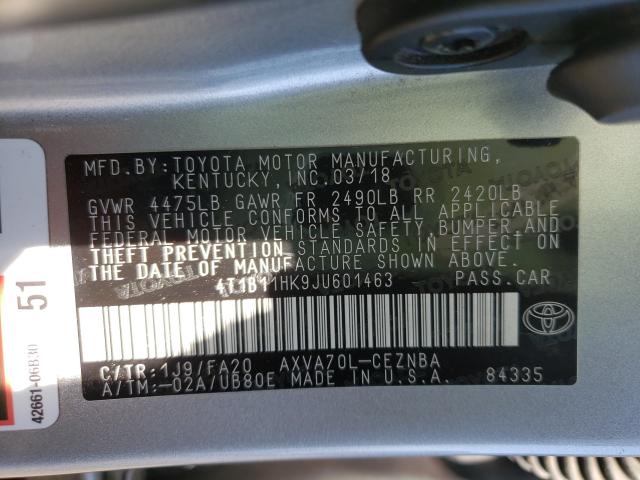 MFD.BY:TOYOTA MOTOR MANUFACTURING,
KENTUCKY, INC.03/18
GVWR 4475LB GAWR FR 2490LB RR 2420LB
THIS VEHICLE CONFORMS TO ALL APPLICABLE
FEDERAL MOTOR VEHICLE SAFETY, BUMPER,AND
THEFT PREVENTION STANDARDS IN EFFECT ON
THE DATE OF MANUFACTURE SHOWN ABOVE.
4T1B11HK9JU601463 PASS.CAR
C/TR:1J9/FA20 AXVA70L-CEZNBA
A/TM:-02A/UB80E MADE IN U.S.A. 84335
TOYOTA
51
42661-06B30